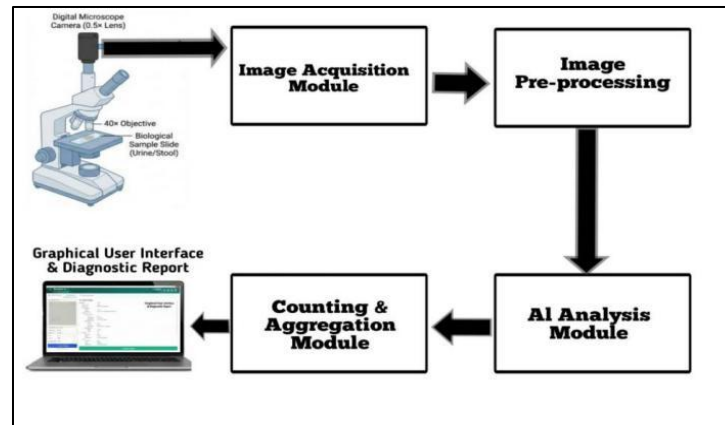 Digital Microscope
Camera (0.5× Lens)
Image Acquisition
Module
Image
Pre-processing
40× Objective
Biological
Sample Slide
(Urine/Stool)
Graphical User Interface
& Diagnostic Report
Counting &
Aggregation
Module
AI Analysis
Module